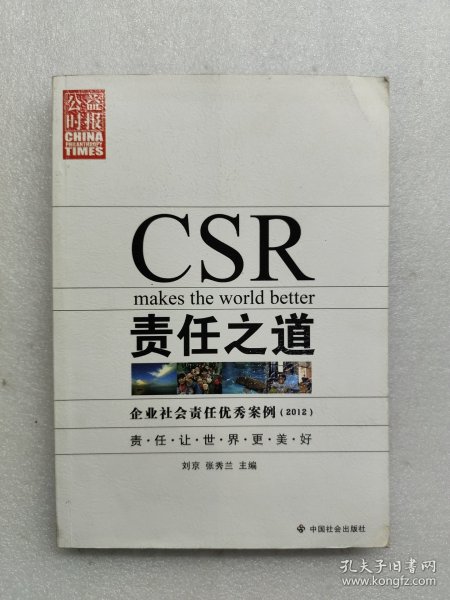 公益
时报
CHINA
PHILANTHROPY
TIMES
CSR
makes the world better
责任之道
企业社会责任优秀案例（2012）
责·任·让·世·界·更·美·好
刘京 张秀兰 主编
中国社会出版社
孔夫子旧书网
www.kongfz.com